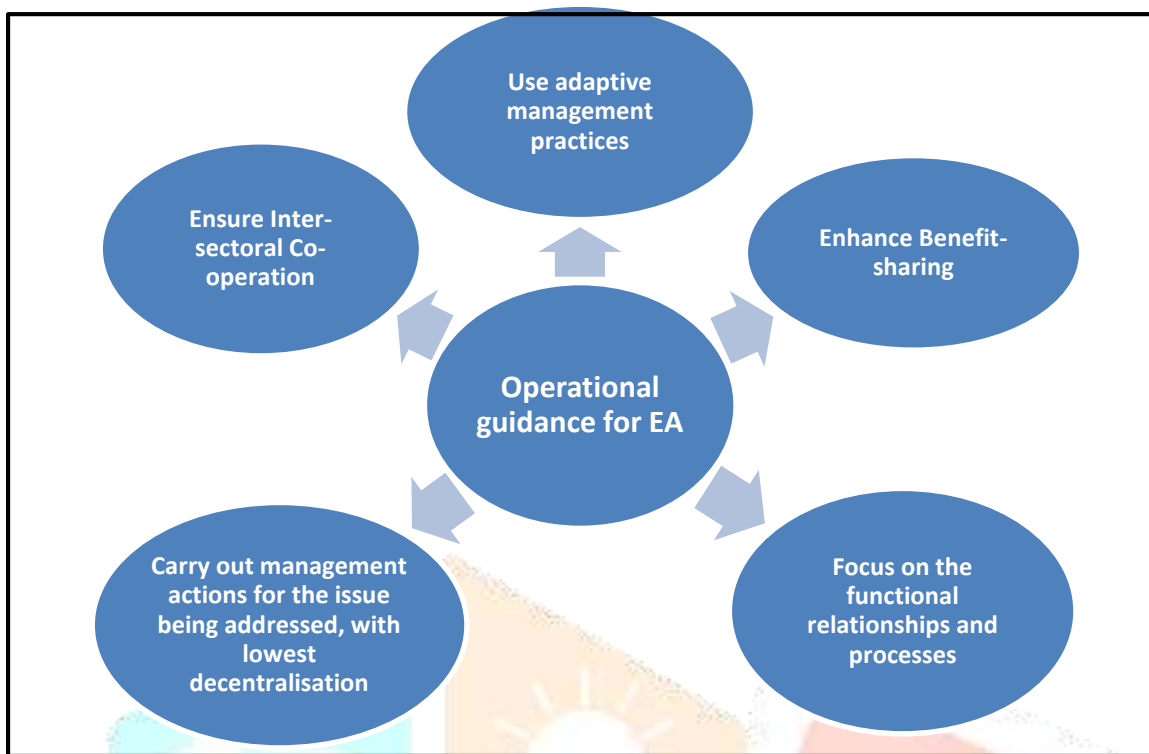 Use adaptive
management
practices
Ensure Inter-
sectoral Co-
operation
Enhance Benefit-
sharing
Operational
guidance for EA
Carry out management
actions for the issue
being addressed, with
lowest
decentralisation
Focus on the
functional
relationships and
processes